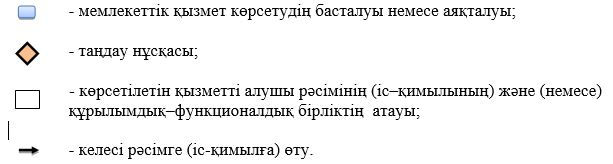 - мемлекеттік қызмет көрсетудің басталуы немесе аяқталуы;
- таңдау нұсқасы;
- көрсетілетін қызметті алушы рәсімінің (іс–қимылының) және (немесе)
құрылымдық–функционалдық бірліктің атауы;
- келесі рәсімге (іс-қимылға) өту.